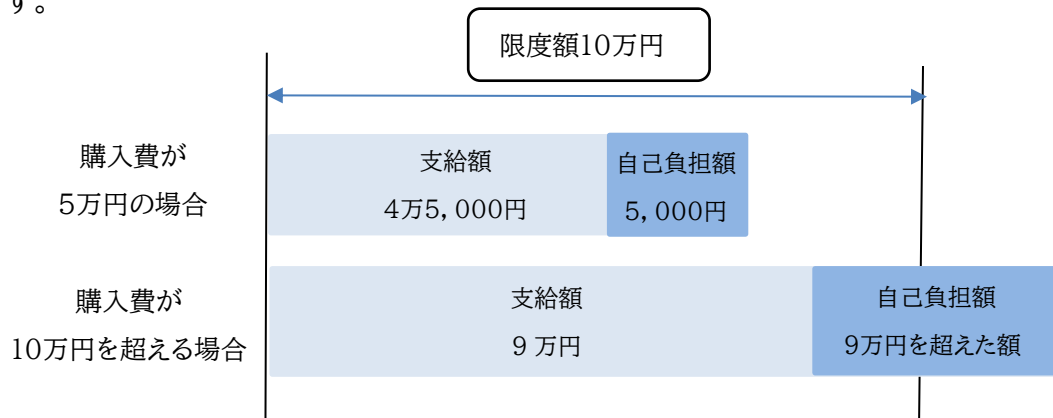 す。
限度額10万円
購入費が
5万円の場合
支給額
4万5，000円
自己負担額
5，000円
購入費が
10万円を超える場合
支給額
9 万円
自己負担額
9万円を超えた額